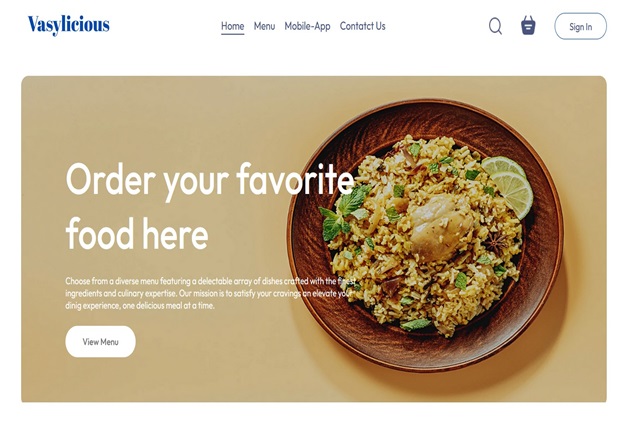 Vasylicious
Home Menu Mobile-App Contatct Us
Sign In
Order your favorite
food here
Choose from a diverse menu featuring a delectable array of dishes crafted with the finest
ingredients and culinary expertise. Our mission is to satisfy your cravings an elevate your
dinig experience, one delicious meal at a time.
View Menu